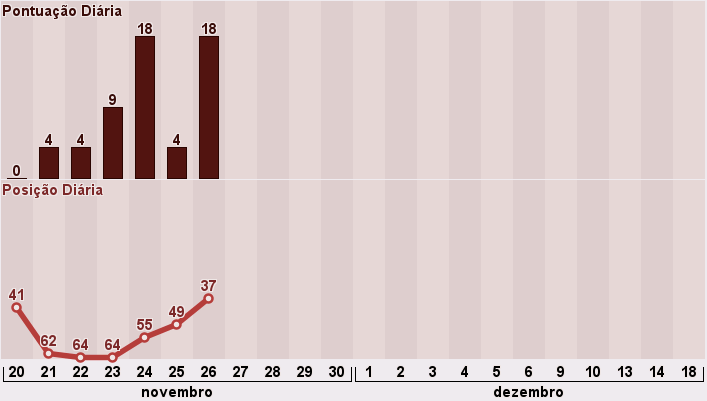 Pontuação Diária
0 4 4 9 18 4 18
Posição Diária
41 62 64 64 55 49 37
20 21 22 23 24 25 26 27 28 29 30 1 2 3 4 5 6 9 10 13 14 18
novembro dezembro